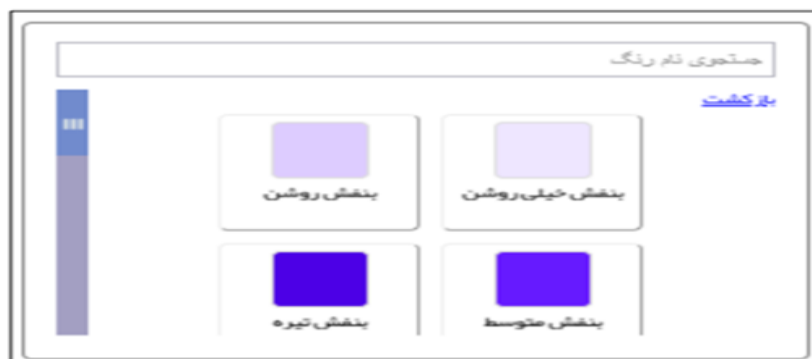 جستجوی نام رنگ
بازگشت
بنفش خیلی روشن
بنفش روشن
بنفش متوسط
بنفش تیره